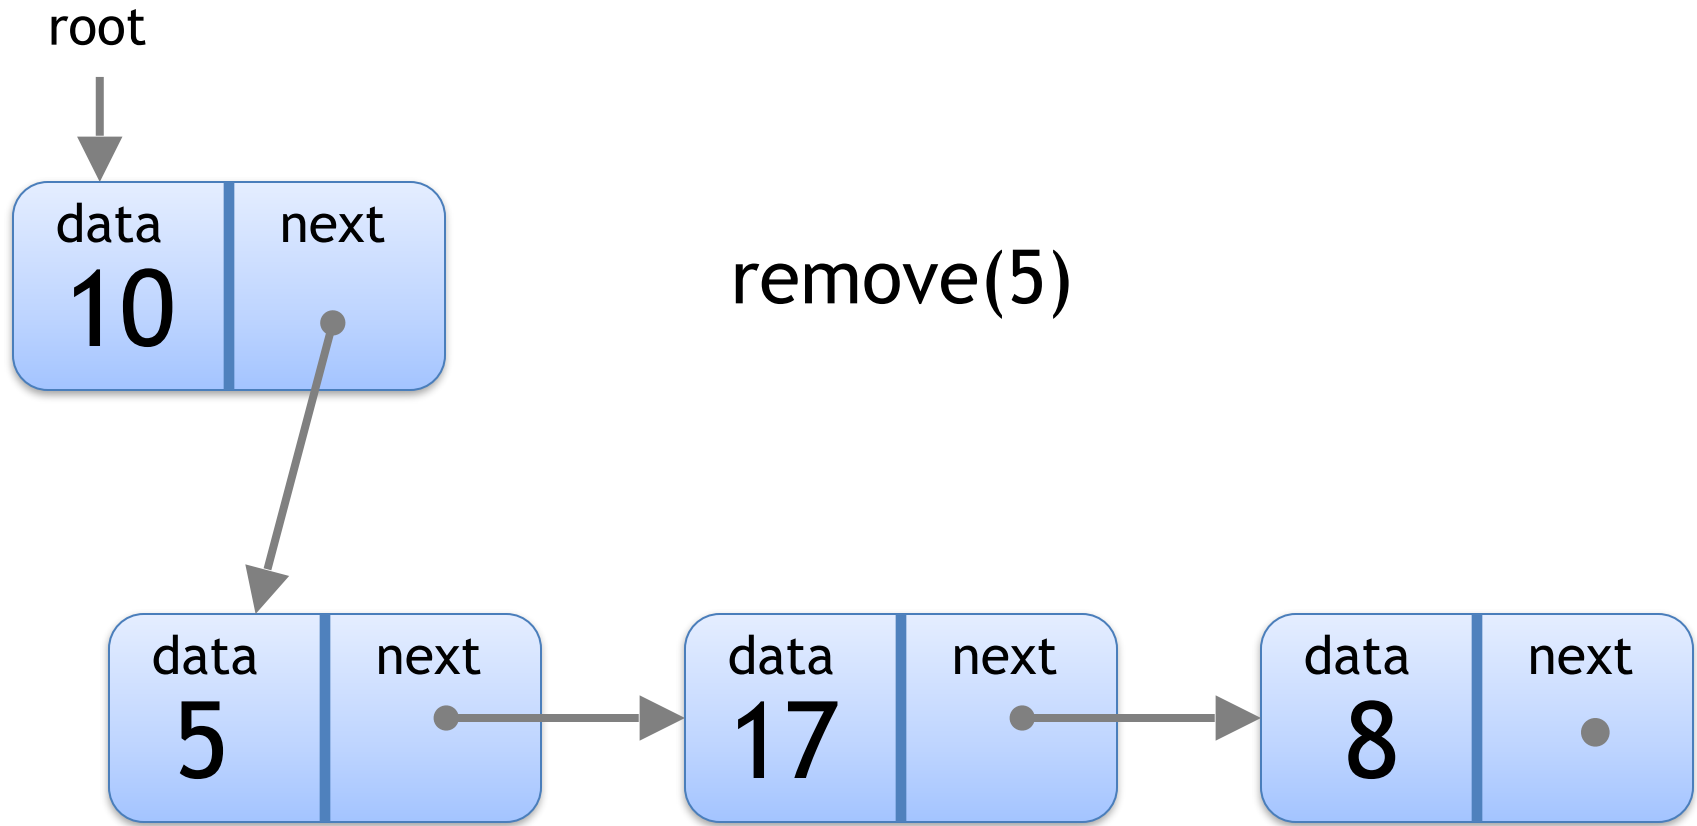 root
data next
10
remove(5)
data next data next data next
5 17 8